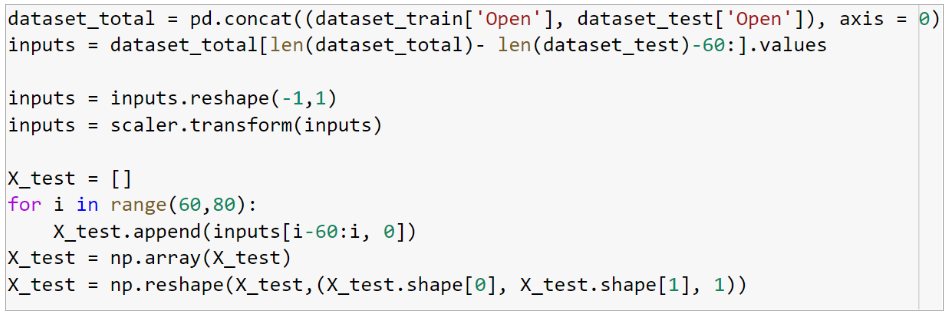 dataset_total = pd.concat((dataset_train['Open'], dataset_test['Open']), axis = 0)
inputs = dataset_total[len(dataset_total)- len(dataset_test)-60:].values
inputs = inputs.reshape(-1,1)
inputs = scaler.transform(inputs)
X_test = []
for i in range(60,80):
    X_test.append(inputs[i-60:i, 0])
X_test = np.array(X_test)
X_test = np.reshape(X_test,(X_test.shape[0], X_test.shape[1], 1))